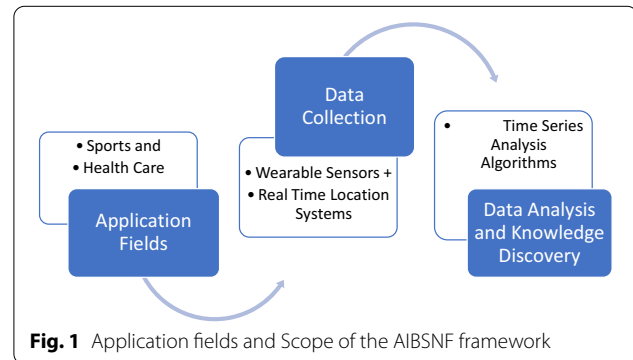 • Sports and
• Health Care
Application
Fields
Data
Collection
• Wearable Sensors +
• Real Time Location
Systems
• Time Series
Analysis
Algorithms
Data Analysis
and Knowledge
Discovery
Fig. 1 Application fields and Scope of the AIBSNF framework